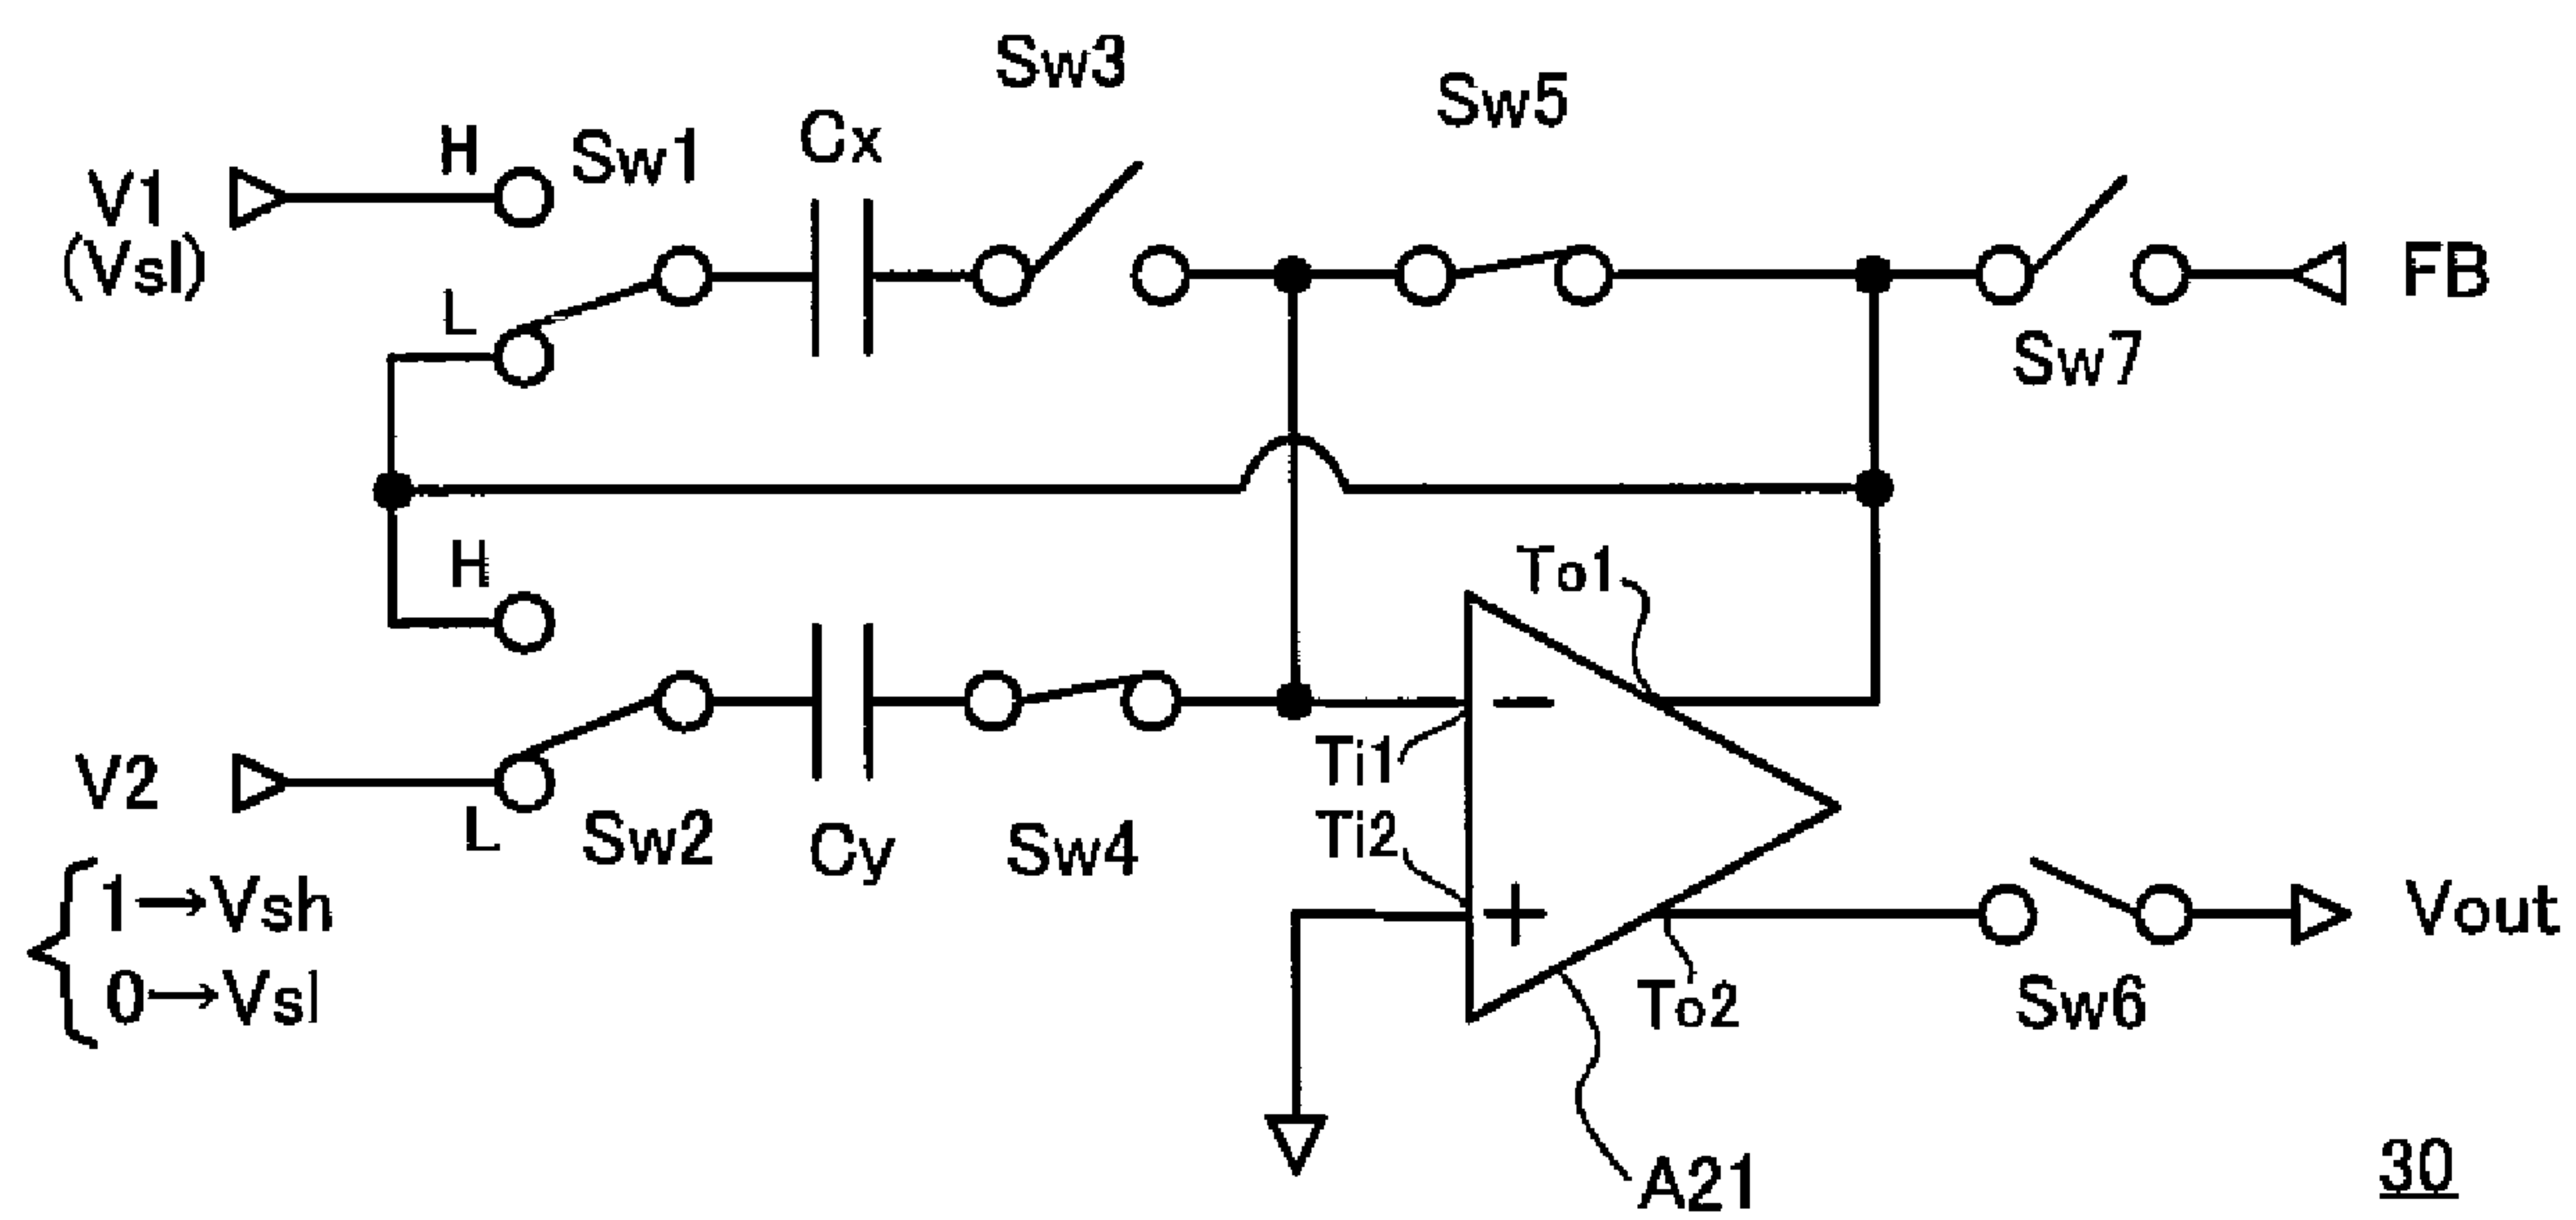 Sw3
Sw5
H
Sw1
Cx
V1
(Vsl)
L
FB
Sw7
H
To1
Ti1
Ti2
V2
L
Sw2
Cy
Sw4
1→Vsh
0→Vsl
−
+
To2
Vout
Sw6
A21
30